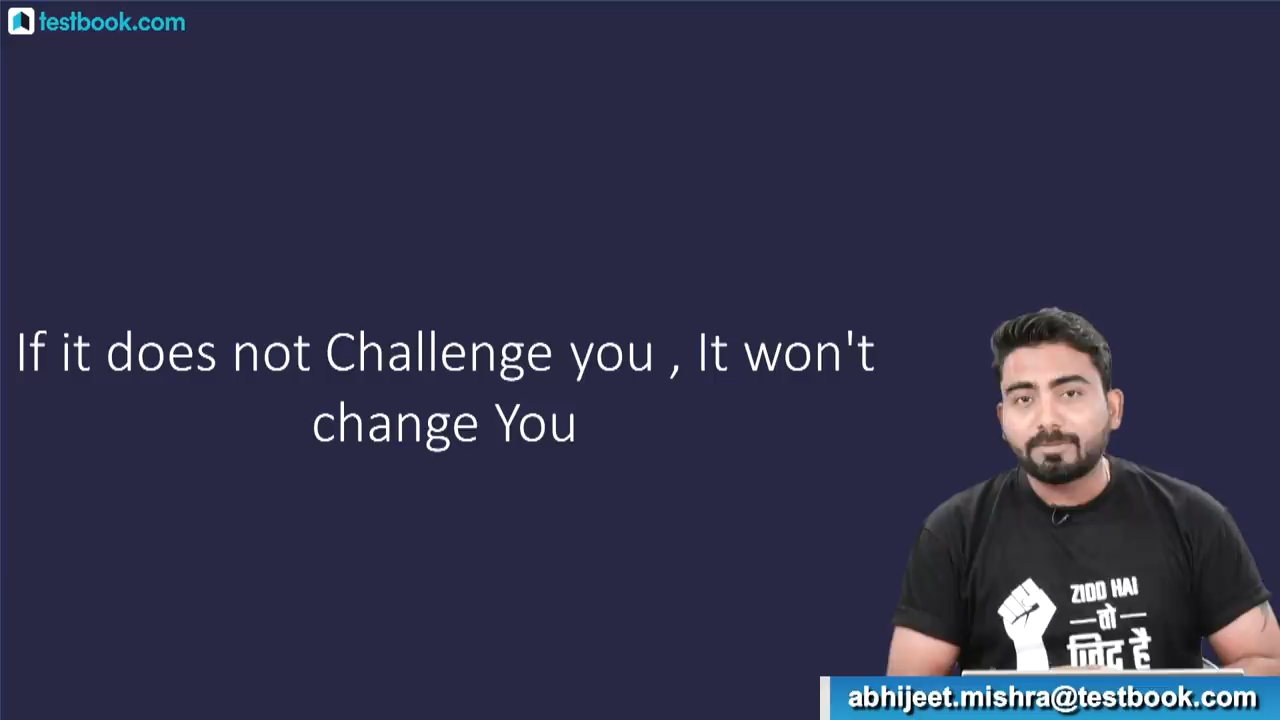 testbook.com
If it does not Challenge you , It won't
change You
ZIDD HAI
तो
ज़िद है
abhijeet.mishra@testbook.com